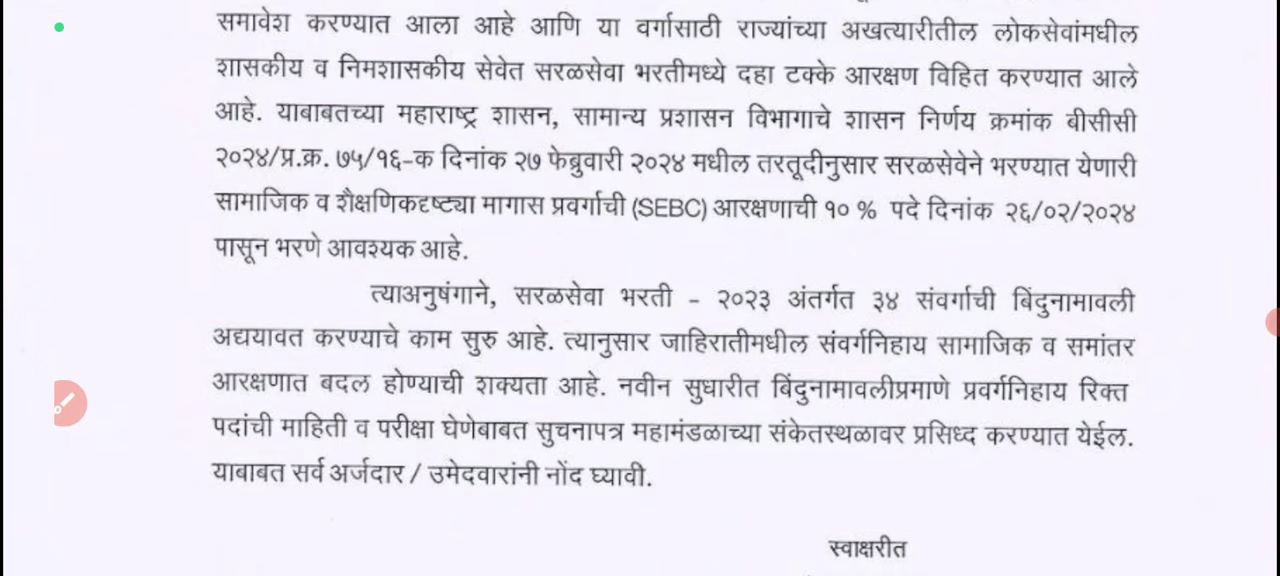 समावेश करण्यात आला आहे आणि या वर्गासाठी राज्यांच्या अखत्यारीतील लोकसेवांमधील
शासकीय व निमशासकीय सेवेत सरळसेवा भरतीमध्ये दहा टक्के आरक्षण विहित करण्यात आले
आहे. याबाबतच्या महाराष्ट्र शासन, सामान्य प्रशासन विभागाचे शासन निर्णय क्रमांक बीसीसी
२०२४/प्र.क्र. ७५/१६-क दिनांक २७ फेब्रुवारी २०२४ मधील तरतूदीनुसार सरळसेवेने भरण्यात येणारी
सामाजिक व शैक्षणिकदृष्ट्या मागास प्रवर्गाची (SEBC) आरक्षणाची १० % पदे दिनांक २६/०२/२०२४
पासून भरणे आवश्यक आहे.
त्याअनुषंगाने, सरळसेवा भरती - २०२३ अंतर्गत ३४ संवर्गाची बिंदुनामावली
अद्ययावत करण्याचे काम सुरु आहे. त्यानुसार जाहिरातीमधील संवर्गनिहाय सामाजिक व समांतर
आरक्षणात बदल होण्याची शक्यता आहे. नवीन सुधारीत बिंदुनामावलीप्रमाणे प्रवर्गनिहाय रिक्त
पदांची माहिती व परीक्षा घेणेबाबत सुचनापत्र महामंडळाच्या संकेतस्थळावर प्रसिध्द करण्यात येईल.
याबाबत सर्व अर्जदार / उमेदवारांनी नोंद घ्यावी.
स्वाक्षरीत